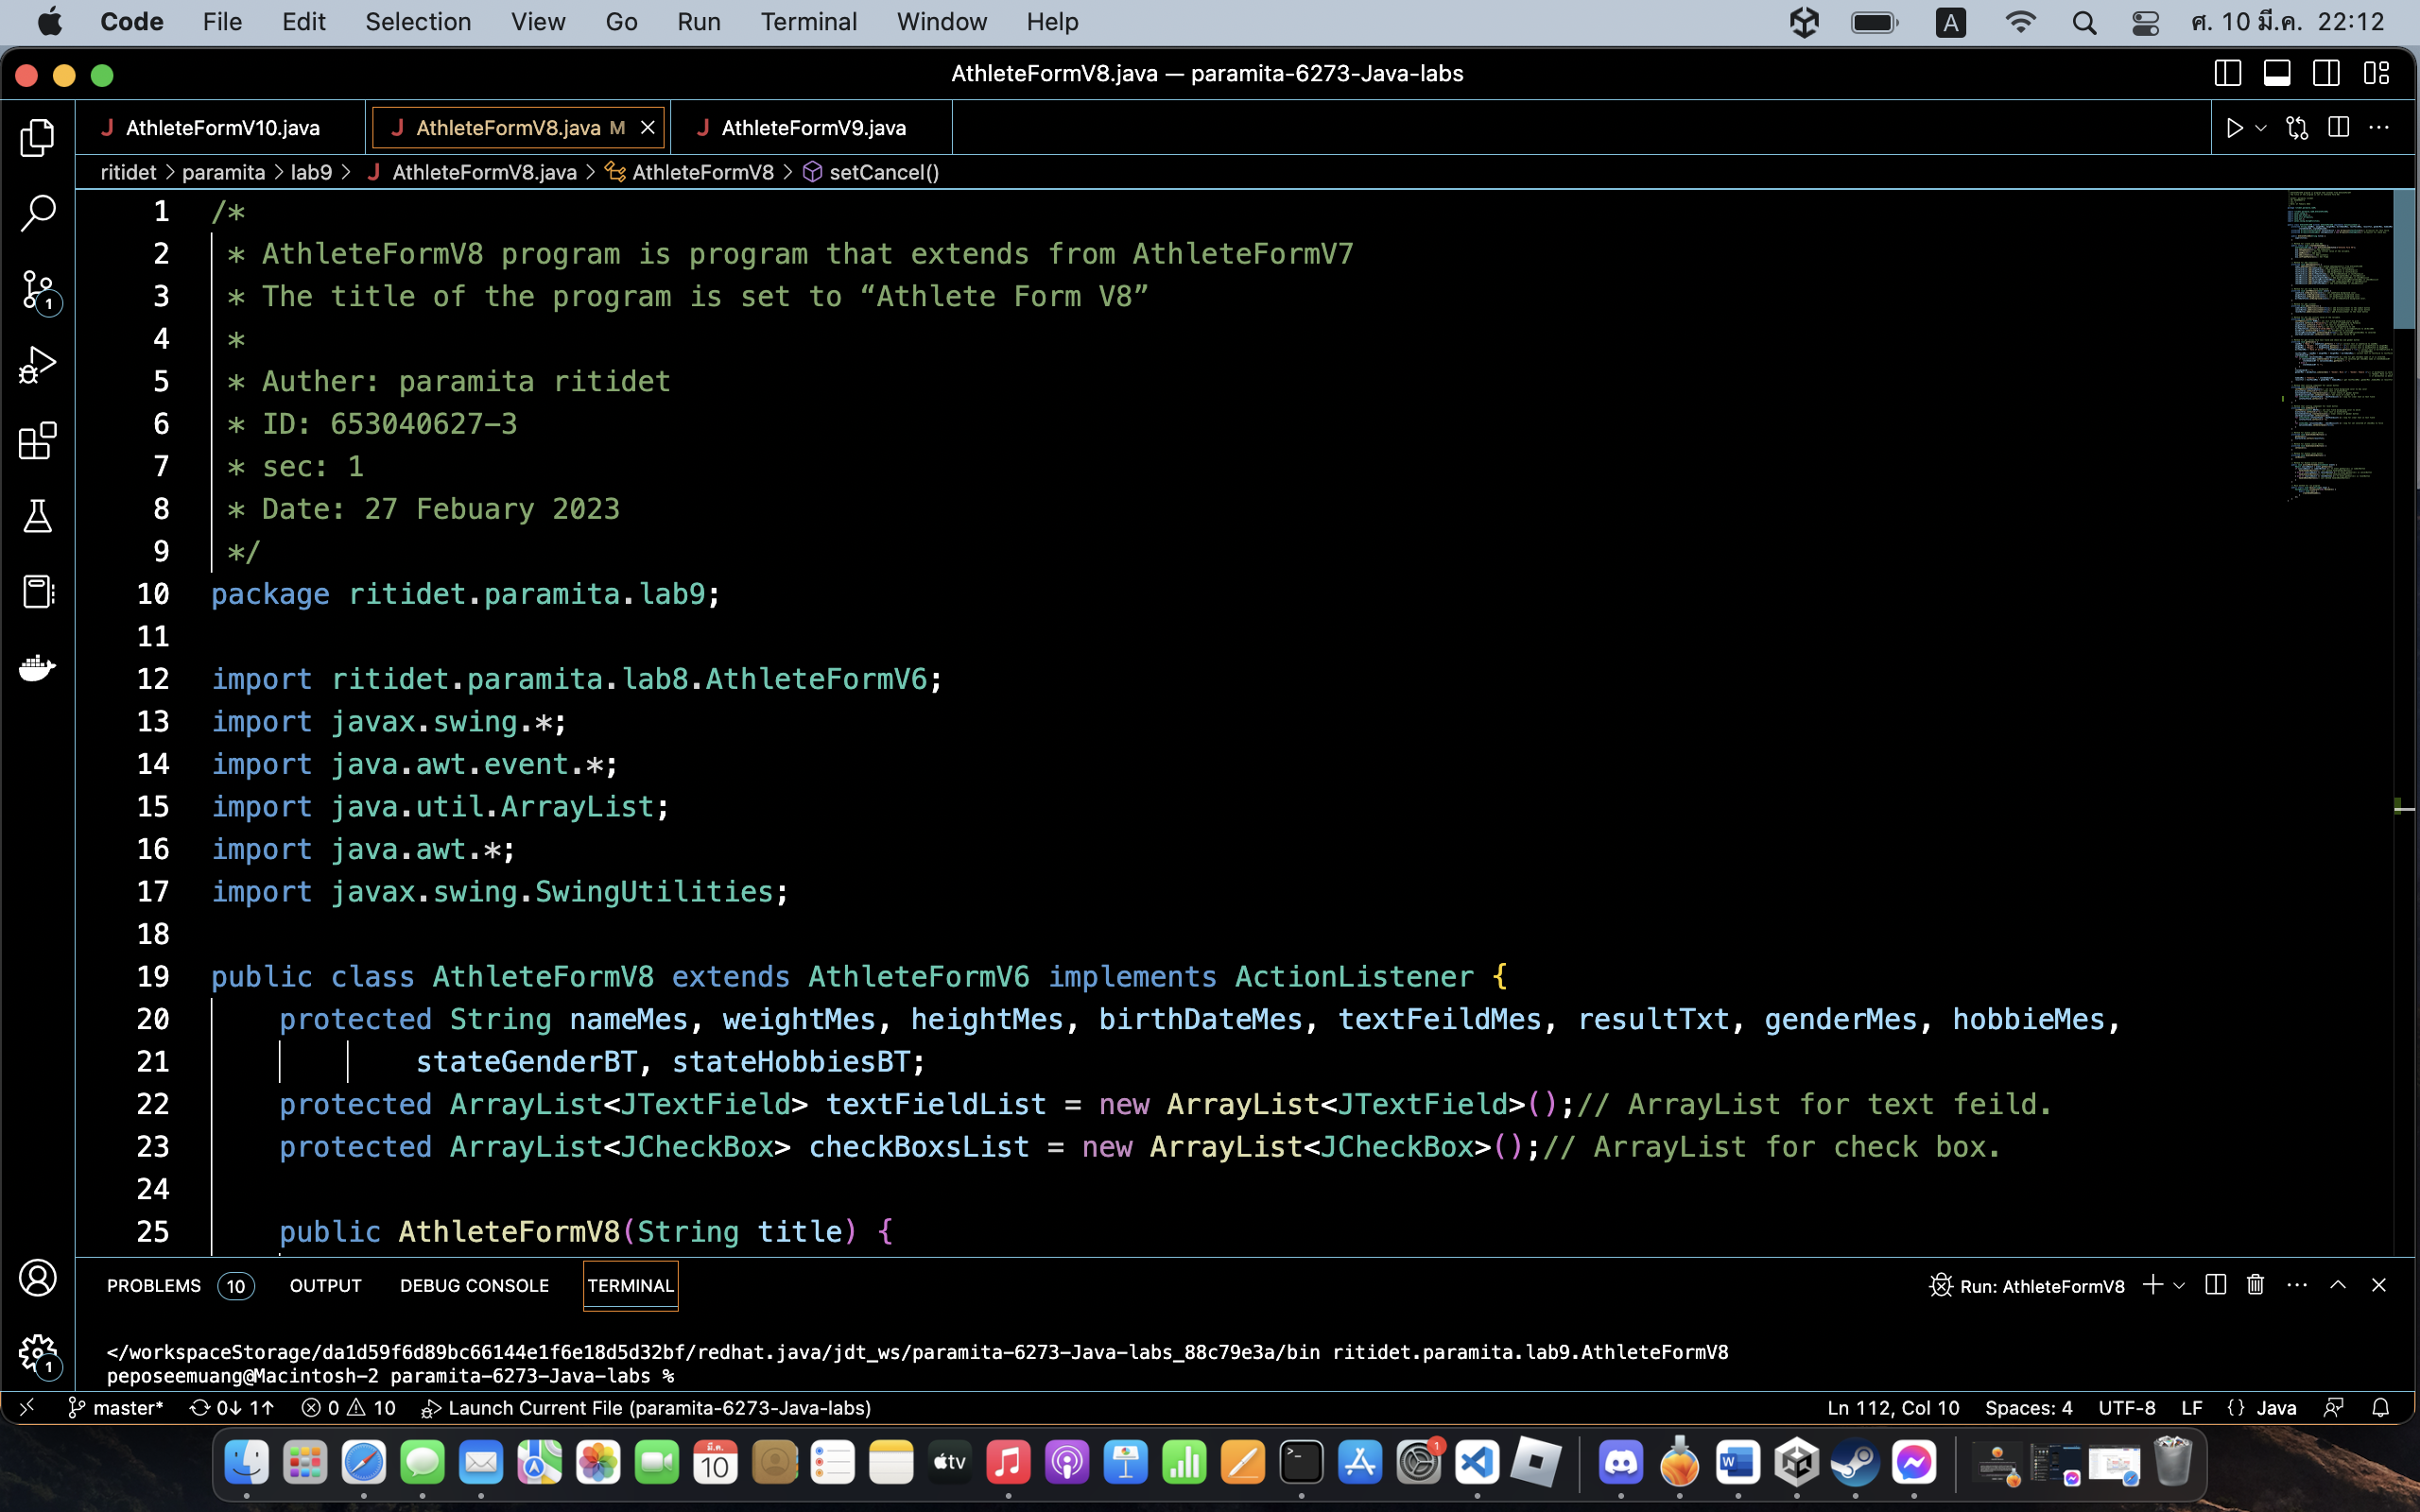 Code File Edit Selection View Go Run Terminal Window Help A ศ. 10 มี.ค. 22:12
AthleteFormV8.java — paramita-6273-Java-labs
AthleteFormV10.java AthleteFormV8.java M AthleteFormV9.java
ritidet > paramita > lab9 > AthleteFormV8.java > AthleteFormV8 > setCancel()
1 /*
2 * AthleteFormV8 program is program that extends from AthleteFormV7
3 * The title of the program is set to “Athlete Form V8”
4 *
5 * Auther: paramita ritidet
6 * ID: 653040627-3
7 * sec: 1
8 * Date: 27 Febuary 2023
9 */
10 package ritidet.paramita.lab9;
11
12 import ritidet.paramita.lab8.AthleteFormV6;
13 import javax.swing.*;
14 import java.awt.event.*;
15 import java.util.ArrayList;
16 import java.awt.*;
17 import javax.swing.SwingUtilities;
18
19 public class AthleteFormV8 extends AthleteFormV6 implements ActionListener {
20 protected String nameMes, weightMes, heightMes, birthDateMes, textFeildMes, resultTxt, genderMes, hobbieMes,
21 stateGenderBT, stateHobbiesBT;
22 protected ArrayList<JTextField> textFieldList = new ArrayList<JTextField>();// ArrayList for text feild.
23 protected ArrayList<JCheckBox> checkBoxsList = new ArrayList<JCheckBox>();// ArrayList for check box.
24
25 public AthleteFormV8(String title) {
PROBLEMS 10 OUTPUT DEBUG CONSOLE TERMINAL Run: AthleteFormV8
</workspaceStorage/da1d59f6d89bc66144e1f6e18d5d32bf/redhat.java/jdt_ws/paramita-6273-Java-labs_88c79e3a/bin ritidet.paramita.lab9.AthleteFormV8
peposeemuang@Macintosh-2 paramita-6273-Java-labs %
master* 0↓ 1↑ 0 10 Launch Current File (paramita-6273-Java-labs) Ln 112, Col 10 Spaces: 4 UTF-8 LF {} Java
มี.ค. 10 tv 1 W